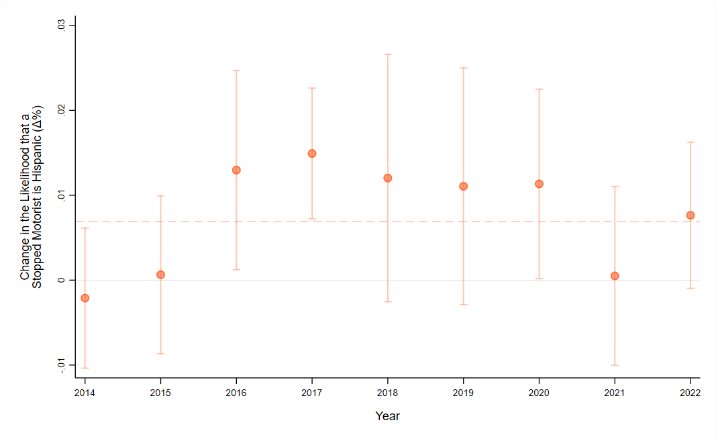 Change in the Likelihood that a
Stopped Motorist is Hispanic (Δ%)
.03
.02
.01
0
-.01
2014 2015 2016 2017 2018 2019 2020 2021 2022
Year